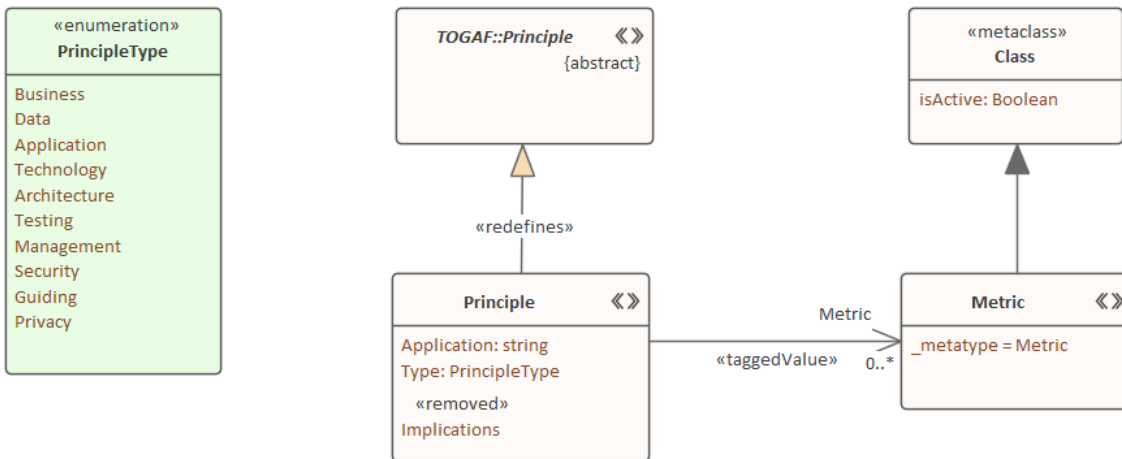 «enumeration»
PrincipleType
Business
Data
Application
Technology
Architecture
Testing
Management
Security
Guiding
Privacy
TOGAF::Principle
{abstract}
«metaclass»
Class
isActive: Boolean
«redefines»
Principle
Application: string
Type: PrincipleType
«removed»
Implications
Metric
«taggedValue»
0..*
Metric
_metatype = Metric